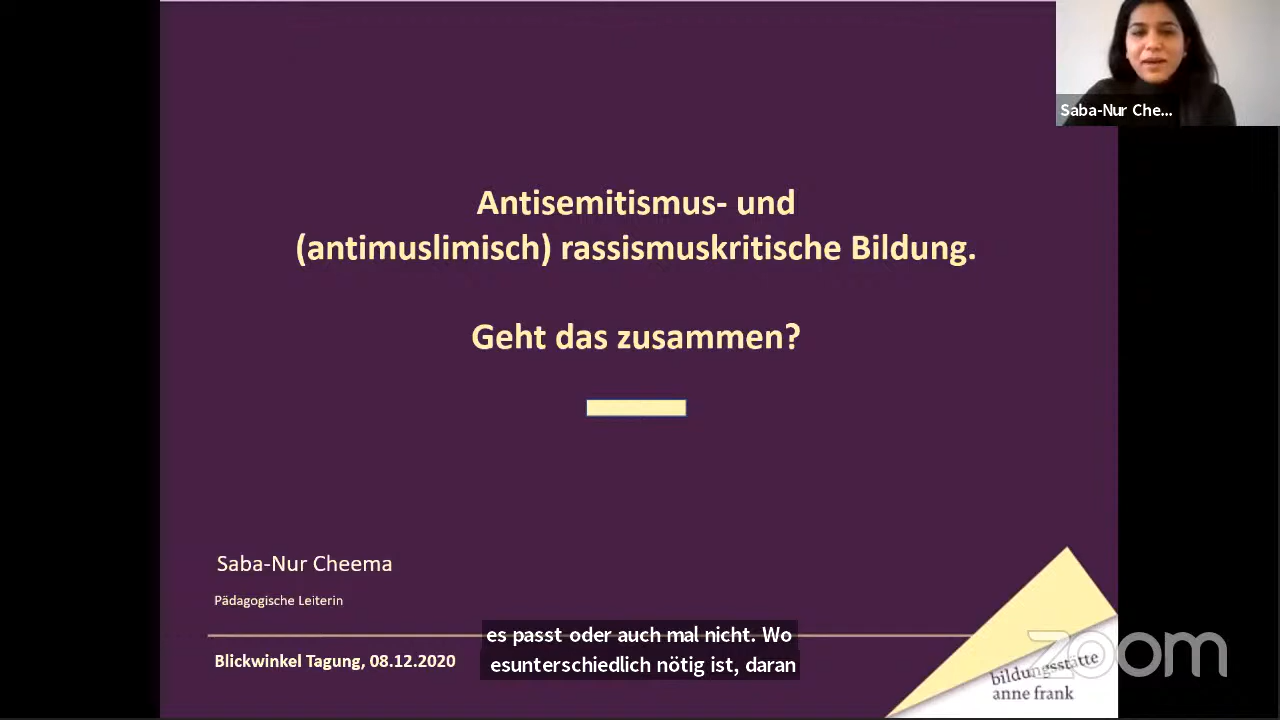 Saba-Nur Che...
Antisemitismus- und
(antimuslimisch) rassismuskritische Bildung.
Geht das zusammen?
Saba-Nur Cheema
Pädagogische Leiterin
es passt oder auch mal nicht. Wo
esunterschiedlich nötig ist, daran
Blickwinkel Tagung, 08.12.2020
zoom
bildungsstätte
anne frank